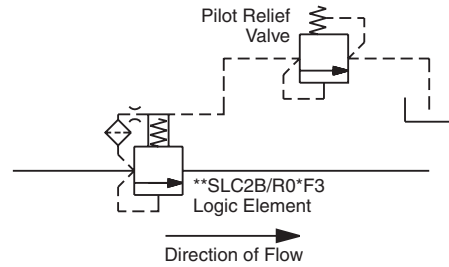 Pilot Relief
Valve
**SLC2B/R0*F3
Logic Element
Direction of Flow